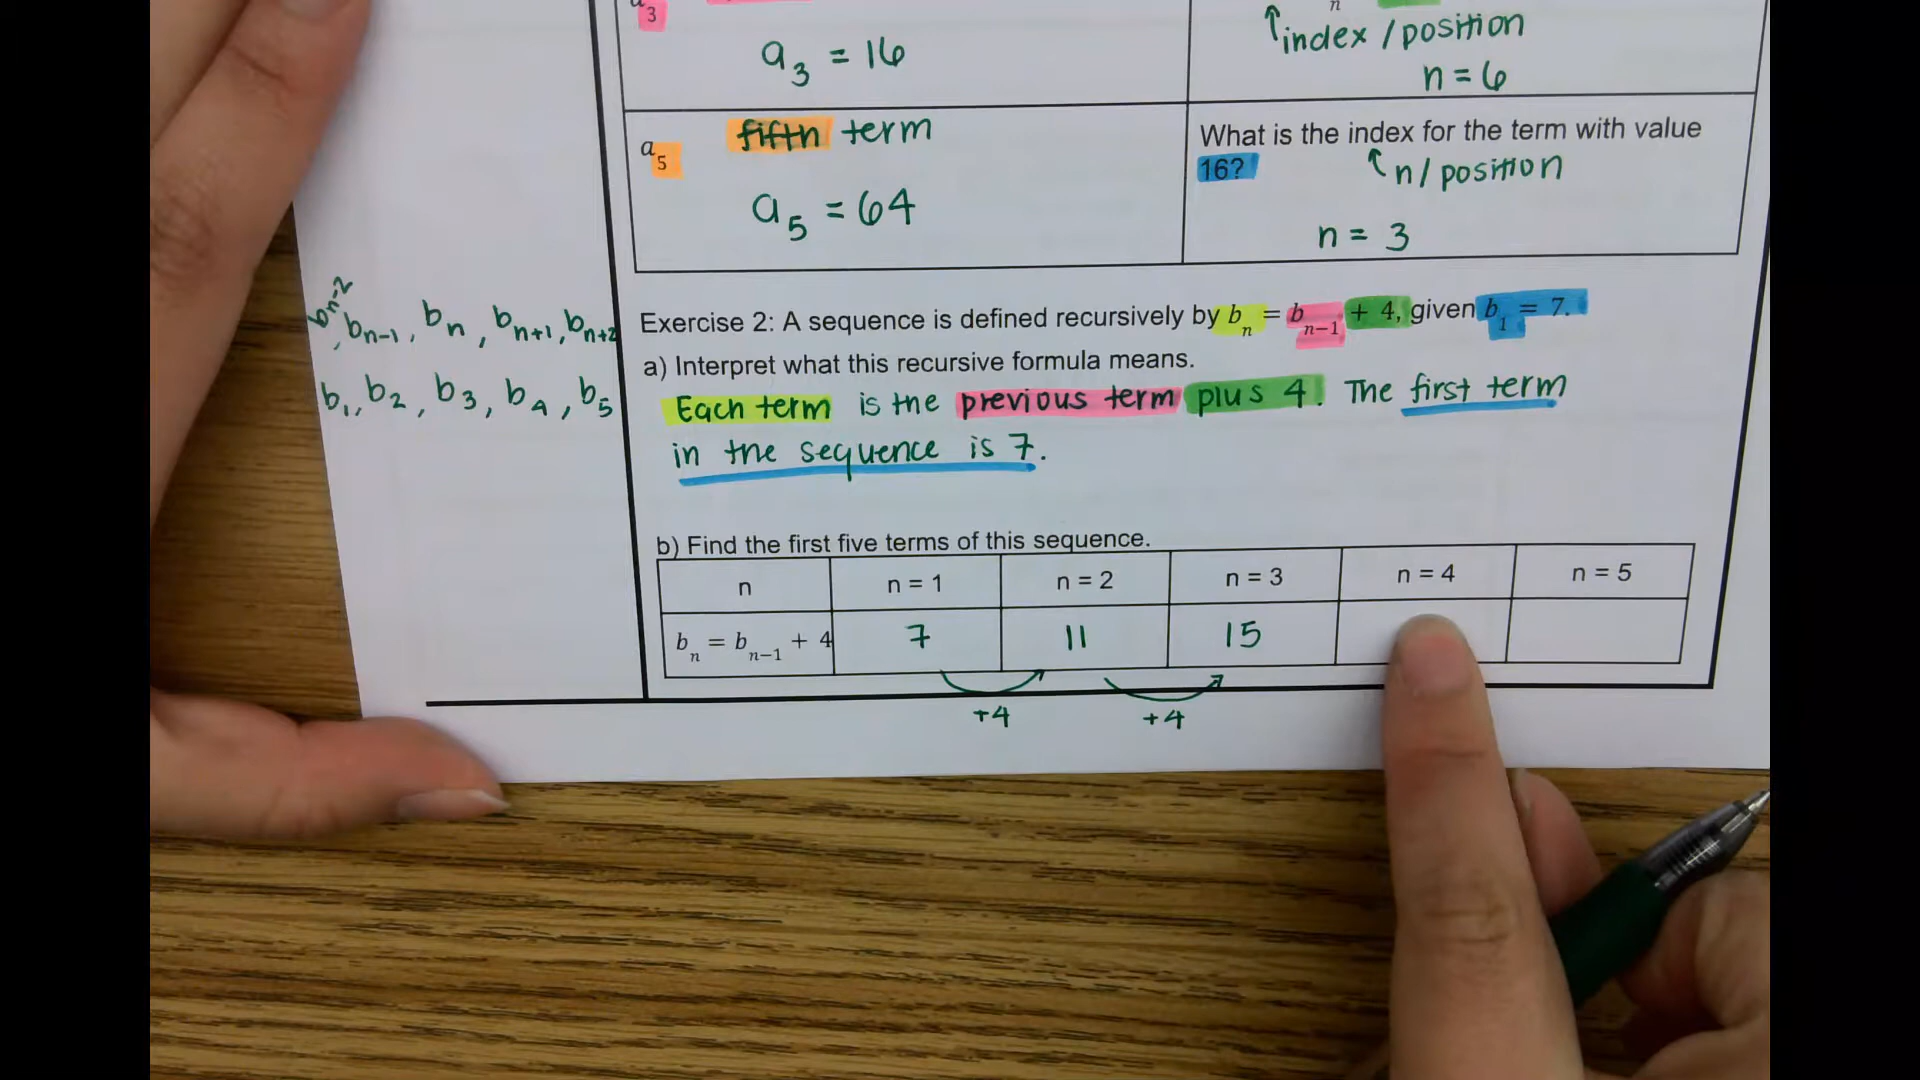 a3
a3 = 16
n
index / position
n = 6
a5
fifth term
a5 = 64
What is the index for the term with value
16?
n / position
n = 3
bn-2, bn-1, bn, bn+1, bn+2
b1, b2, b3, b4, b5
Exercise 2: A sequence is defined recursively by bn = bn−1 + 4, given b1 = 7.
a) Interpret what this recursive formula means.
Each term is the previous term plus 4. The first term
in the sequence is 7.
b) Find the first five terms of this sequence.
n n = 1 n = 2 n = 3 n = 4 n = 5
bn = bn−1 + 4 7 11 15
+4 +4